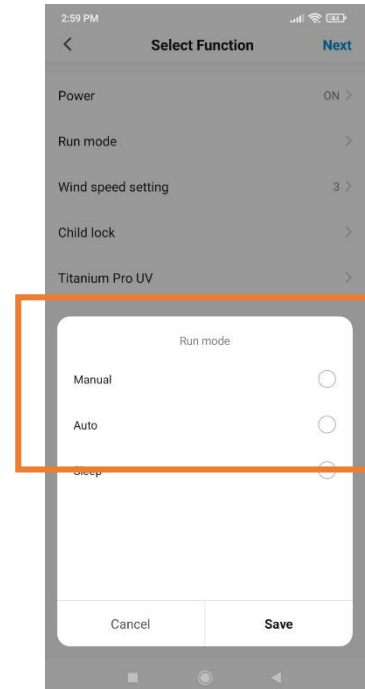 2:59 PM
Select Function Next
Power ON
Run mode
Wind speed setting 3
Child lock
Titanium Pro UV
Run mode
Manual
Auto
Sleep
Cancel Save